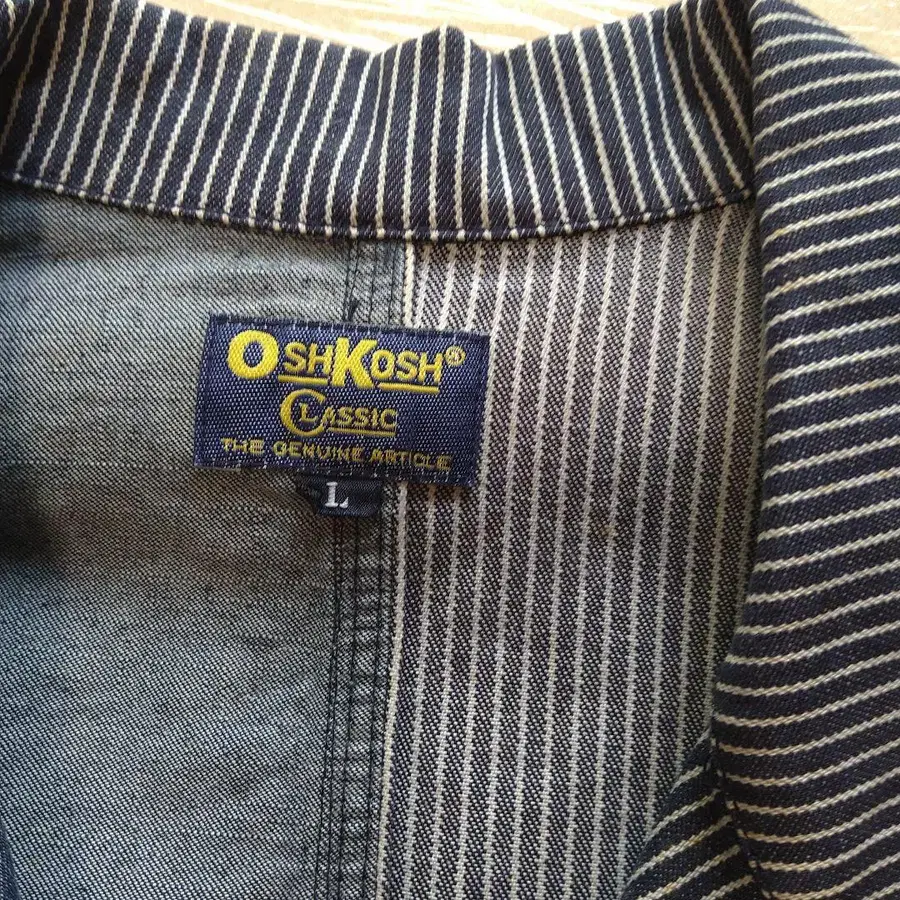 OSHKOSH®
CLASSIC
THE GENUINE ARTICLE
L